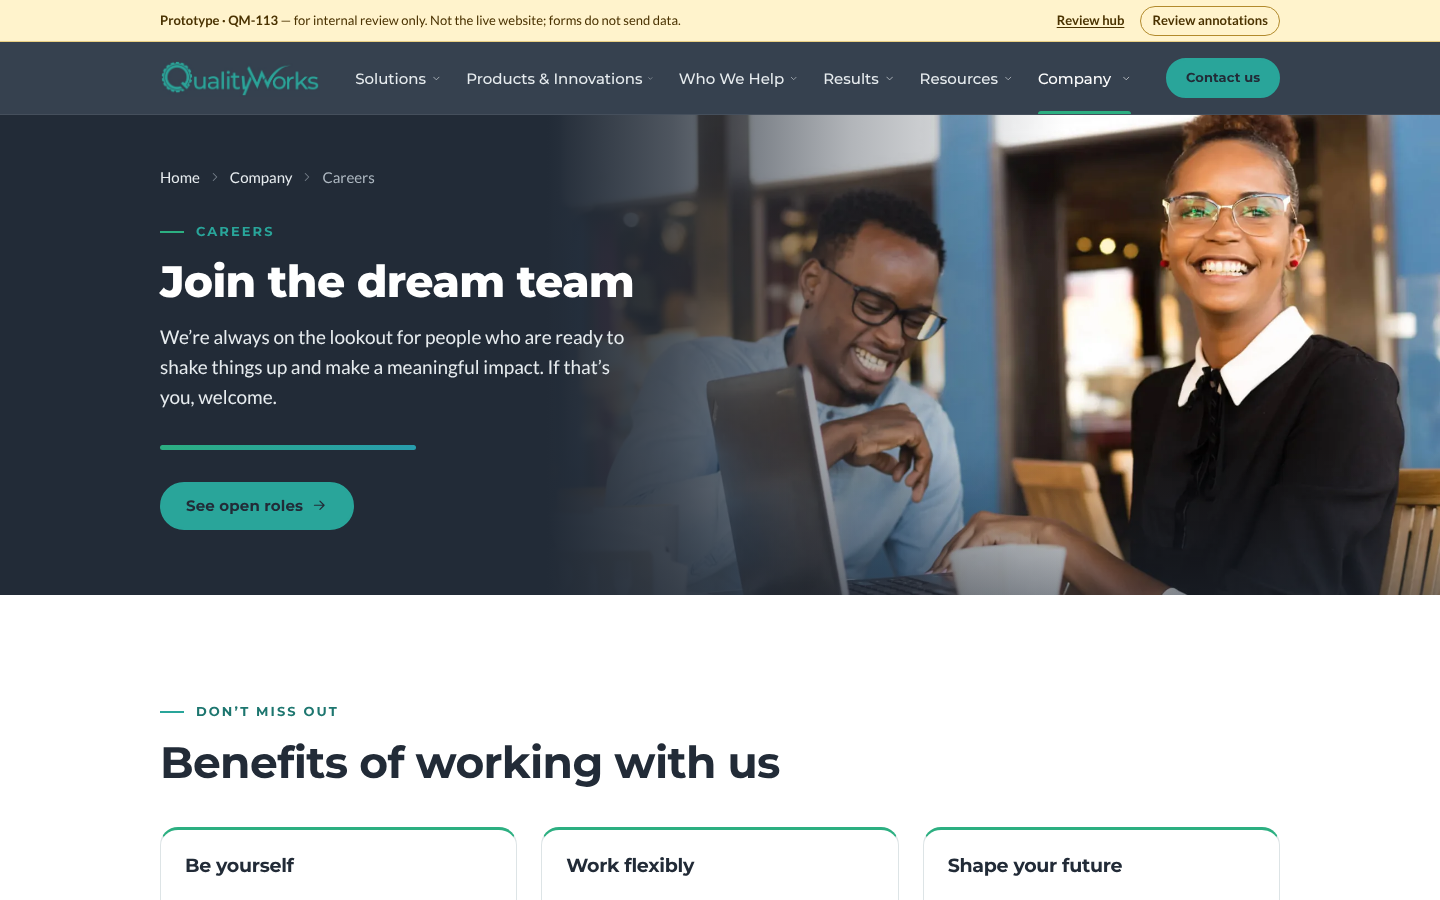 Prototype · QM-113 — for internal review only. Not the live website; forms do not send data.
Review hub
Review annotations
QualityWorks
Solutions
Products & Innovations
Who We Help
Results
Resources
Company
Contact us
Home
Company
Careers
CAREERS
Join the dream team
We’re always on the lookout for people who are ready to
shake things up and make a meaningful impact. If that’s
you, welcome.
See open roles
DON’T MISS OUT
Benefits of working with us
Be yourself
Work flexibly
Shape your future